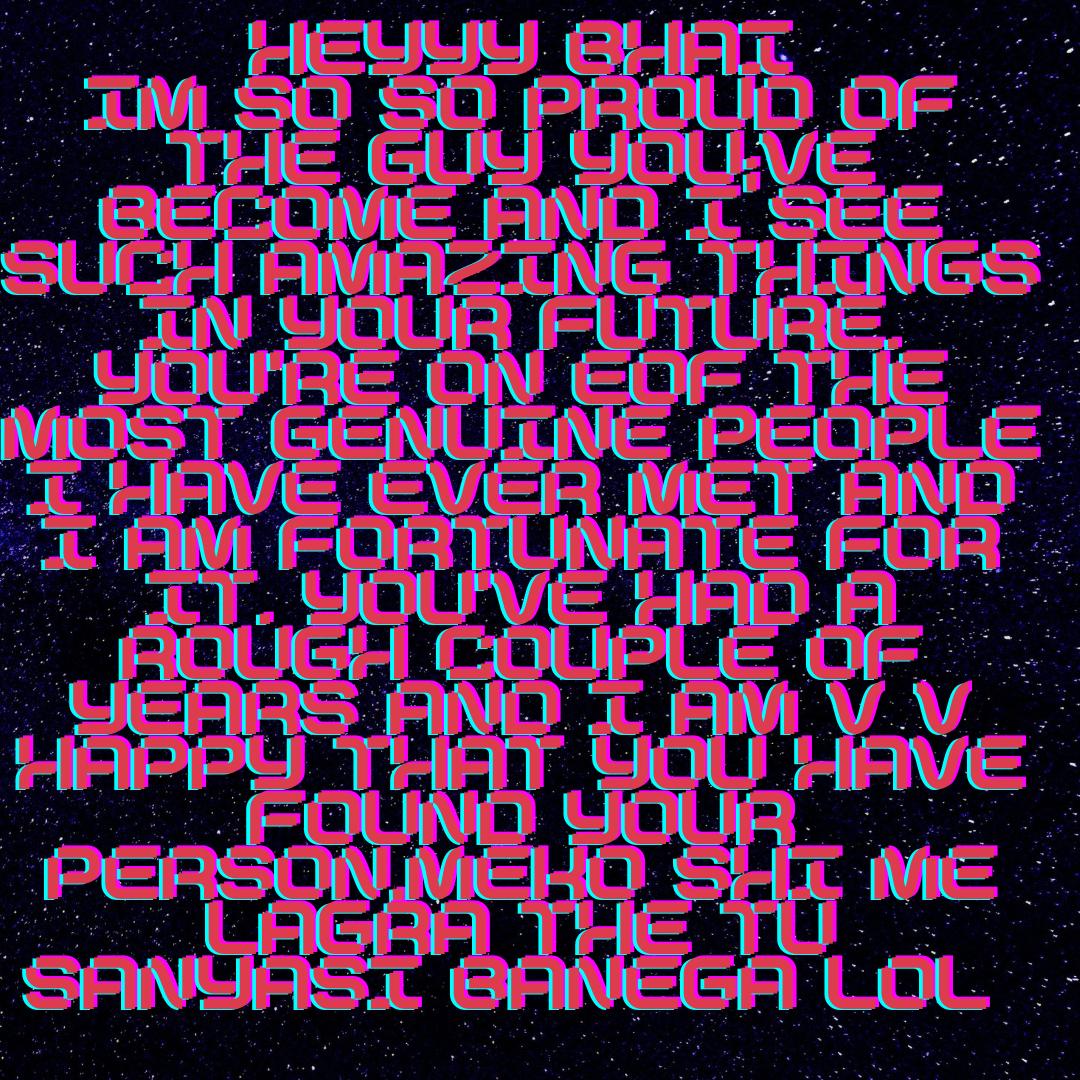 HEYYY BHAI
IM SO SO PROUD OF
THE GUY YOU;VE
BECOME AND I SEE
SUCH AMAZING THINGS
IN YOUR FUTURE.
YOU'RE ON EOF THE
MOST GENUINE PEOPLE
I HAVE EVER MET AND
I AM FORTUNATE FOR
IT. YOU'VE HAD A
ROUGH COUPLE OF
YEARS AND I AM V V
HAPPY THAT YOU HAVE
FOUND YOUR
PERSON,MEKO SHI ME
LAGRA THE TU
SANYASI BANEGA LOL